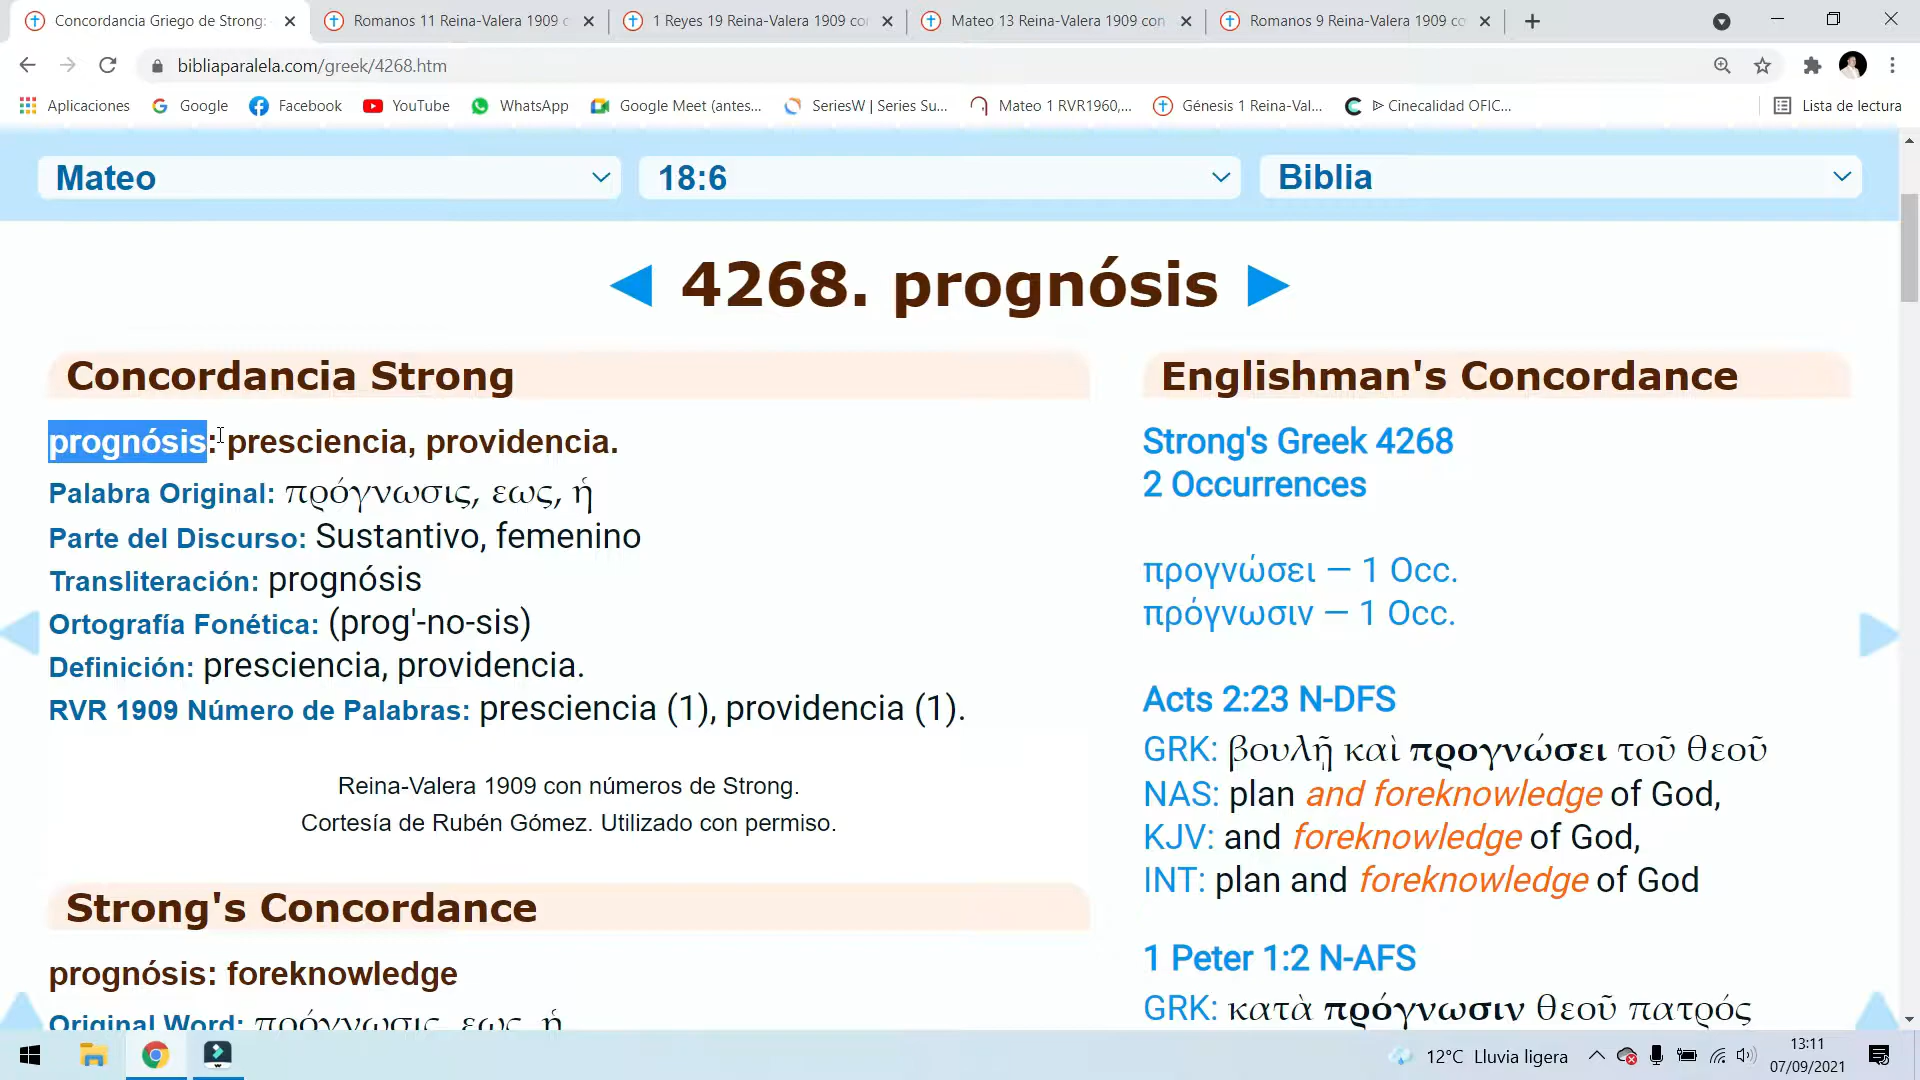 Concordancia Griego de Strong:
Romanos 11 Reina-Valera 1909 c
1 Reyes 19 Reina-Valera 1909 co
Mateo 13 Reina-Valera 1909 con
Romanos 9 Reina-Valera 1909 co
bibliaparalela.com/greek/4268.htm
Aplicaciones
Google
Facebook
YouTube
WhatsApp
Google Meet (antes...
SeriesW | Series Su...
Mateo 1 RVR1960,...
Génesis 1 Reina-Val...
▷ Cinecalidad OFIC...
Lista de lectura
Mateo
18:6
Biblia
◄ 4268. prognósis ►
Concordancia Strong
prognósis: presciencia, providencia.
Palabra Original: πρόγνωσις, εως, ἡ
Parte del Discurso: Sustantivo, femenino
Transliteración: prognósis
Ortografía Fonética: (prog'-no-sis)
Definición: presciencia, providencia.
RVR 1909 Número de Palabras: presciencia (1), providencia (1).
Reina-Valera 1909 con números de Strong.
Cortesía de Rubén Gómez. Utilizado con permiso.
Strong's Concordance
prognósis: foreknowledge
Original Word: πρόγνωσις, εως, ἡ
Englishman's Concordance
Strong's Greek 4268
2 Occurrences
προγνώσει — 1 Occ.
πρόγνωσιν — 1 Occ.
Acts 2:23 N-DFS
GRK: βουλῇ καὶ προγνώσει τοῦ θεοῦ
NAS: plan and foreknowledge of God,
KJV: and foreknowledge of God,
INT: plan and foreknowledge of God
1 Peter 1:2 N-AFS
GRK: κατὰ πρόγνωσιν θεοῦ πατρός
12°C Lluvia ligera
13:11
07/09/2021